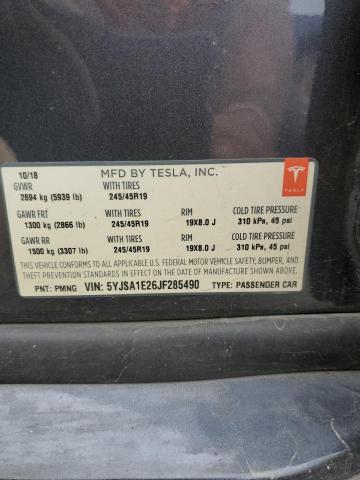 10/18 MFD BY TESLA, INC.
GVWR WITH TIRES
2694 kg (5939 lb) 245/45R19
GAWR FRT WITH TIRES RIM COLD TIRE PRESSURE
1300 kg (2866 lb) 245/45R19 19X8.0 J 310 kPa, 45 psi
GAWR RR WITH TIRES RIM COLD TIRE PRESSURE
1500 kg (3307 lb) 245/45R19 19X8.0 J 310 kPa, 45 psi
THIS VEHICLE CONFORMS TO ALL APPLICABLE U.S. FEDERAL MOTOR VEHICLE SAFETY, BUMPER, AND
THEFT PREVENTION STANDARDS IN EFFECT ON THE DATE OF MANUFACTURE SHOWN ABOVE.
PNT: PMNG VIN: 5YJSA1E26JF285490 TYPE: PASSENGER CAR
TESLA